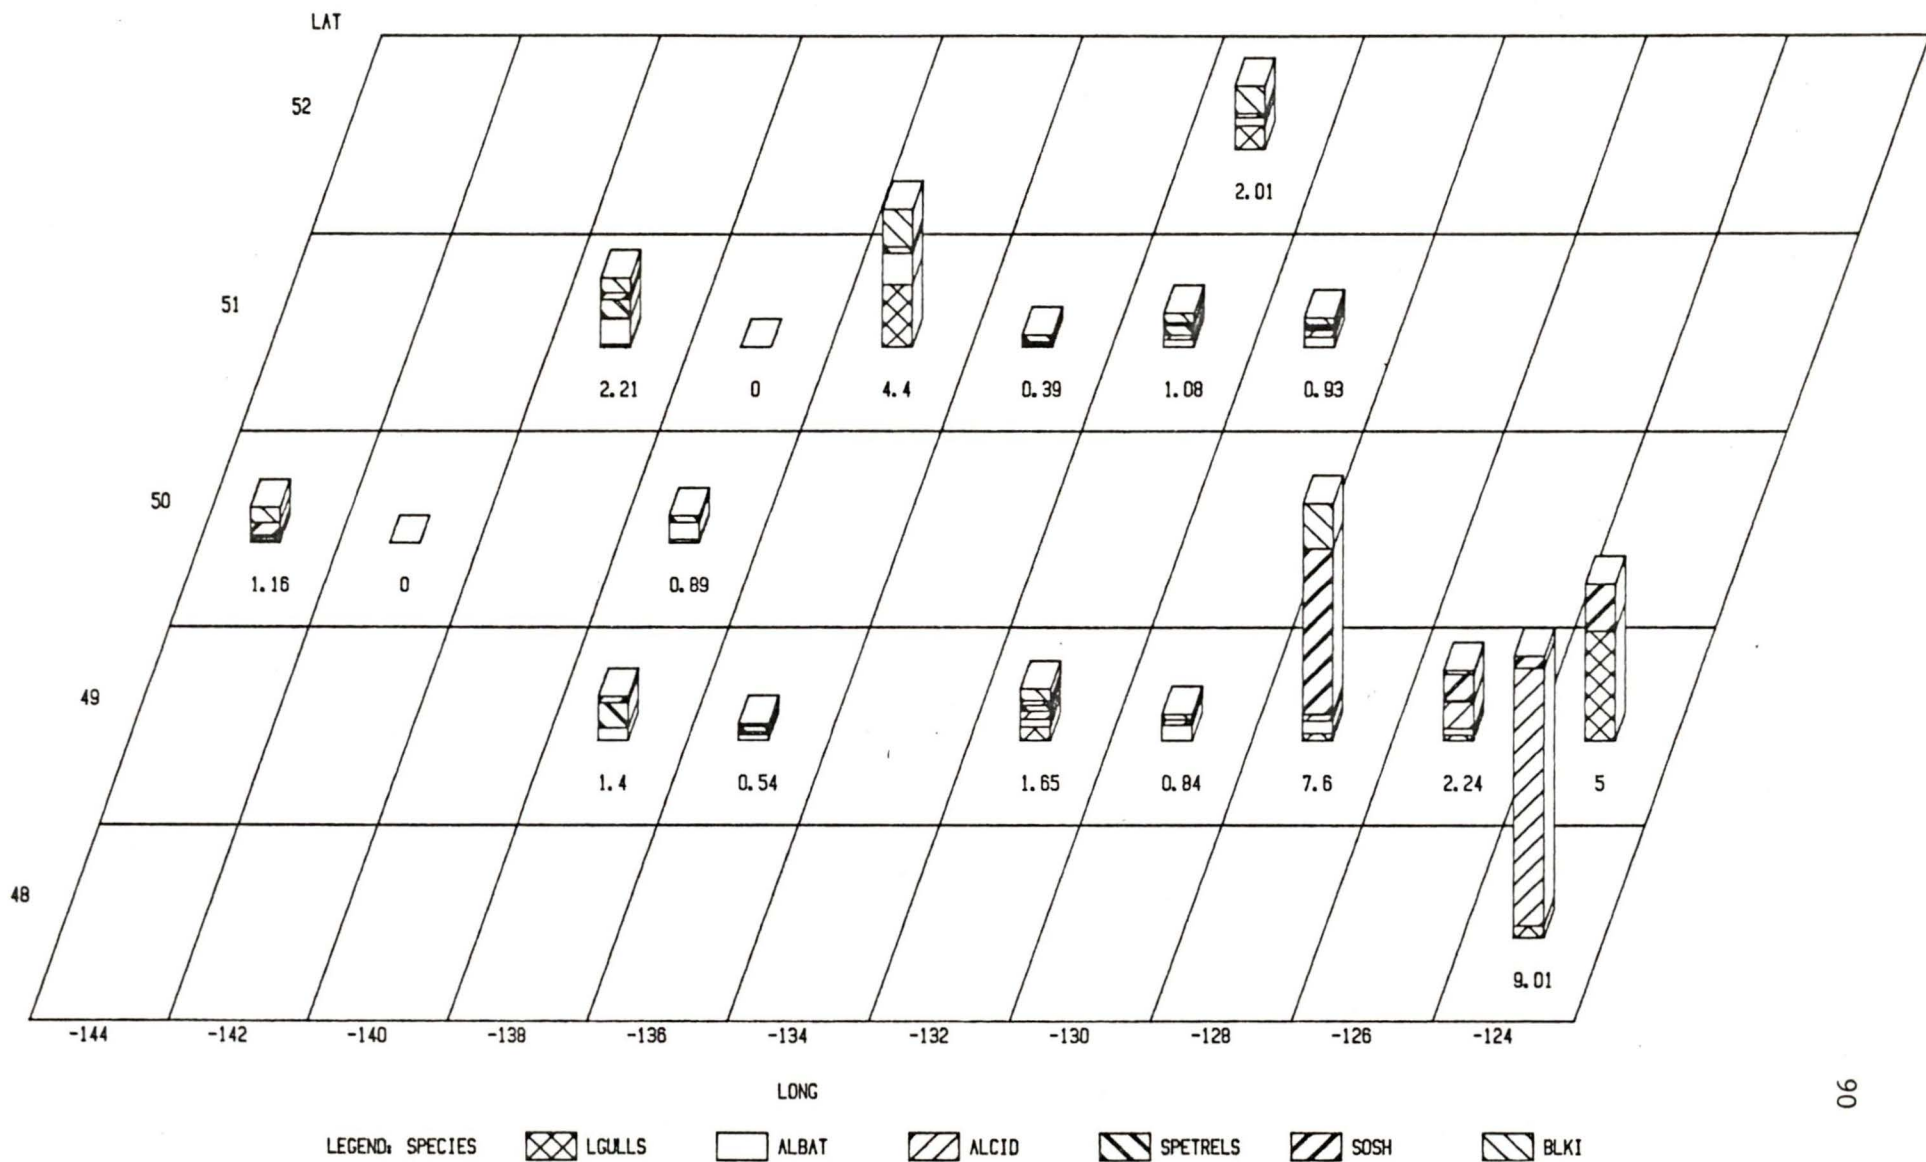 LAT
52
2.01
51
2.21 0 4.4 0.39 1.08 0.93
50
1.16 0 0.89
49
1.4 0.54 1.65 0.84 7.6 2.24 5
48
9.01
-144 -142 -140 -138 -136 -134 -132 -130 -128 -126 -124
LONG
90
LEGEND: SPECIES LGULLS ALBAT ALCID SPETRELS SOSH BLKI